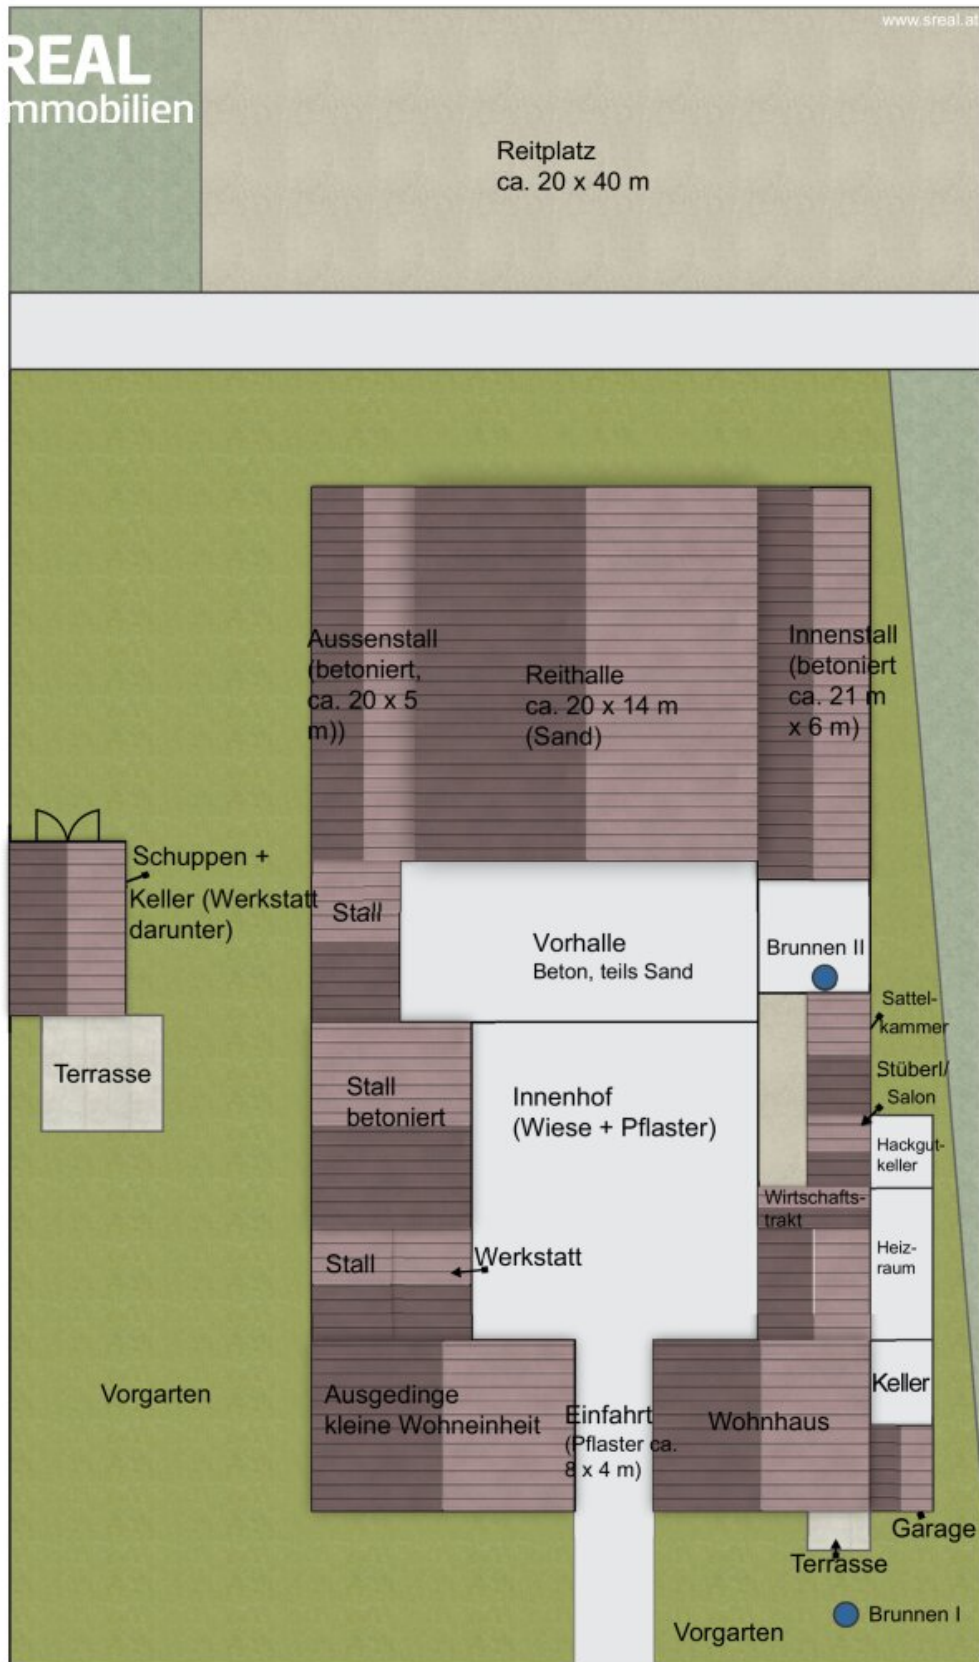 www.sreal.at
REAL
mmobilien
Reitplatz
ca. 20 x 40 m
Aussenstall
(betoniert,
ca. 20 x 5
m))
Reithalle
ca. 20 x 14 m
(Sand)
Innenstall
(betoniert
ca. 21 m
x 6 m)
Schuppen +
Keller (Werkstatt
darunter)
Stall
Vorhalle
Beton, teils Sand
Brunnen II
Sattel-
kammer
Terrasse
Stall
betoniert
Innenhof
(Wiese + Pflaster)
Stüberl/
Salon
Hackgut-
keller
Wirtschafts-
trakt
Heiz-
raum
Stall
Werkstatt
Keller
Vorgarten
Ausgedinge
kleine Wohneinheit
Einfahrt
(Pflaster ca.
8 x 4 m)
Wohnhaus
Garage
Terrasse
Brunnen I
Vorgarten